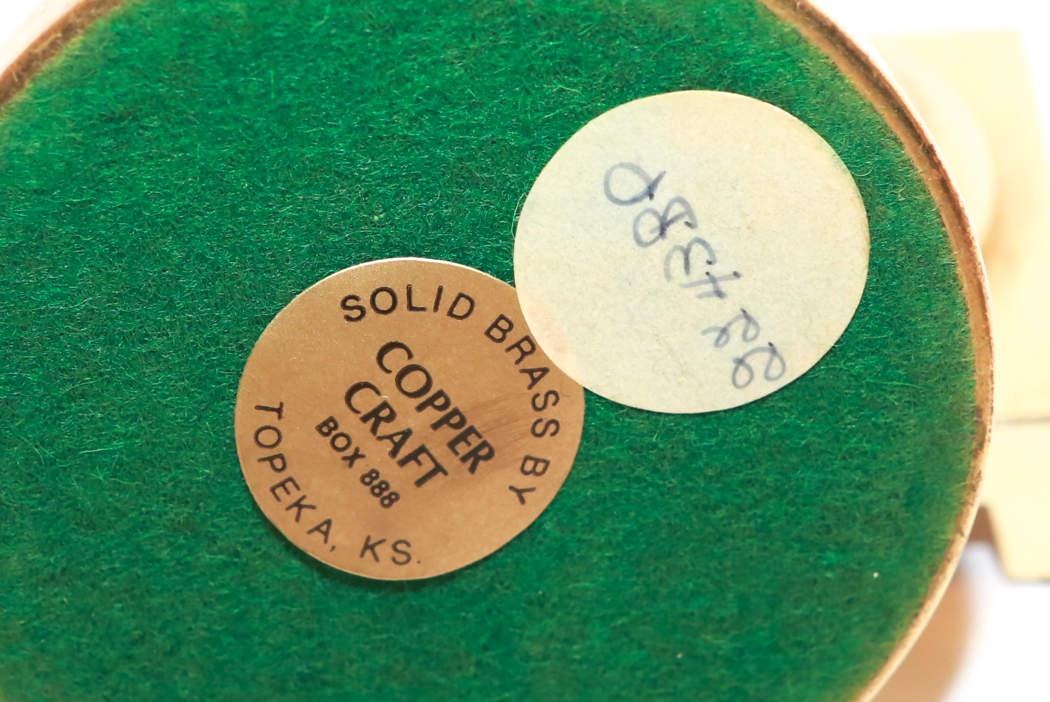 SOLID BRASS BY
COPPER
CRAFT
BOX 888
TOPEKA, KS.